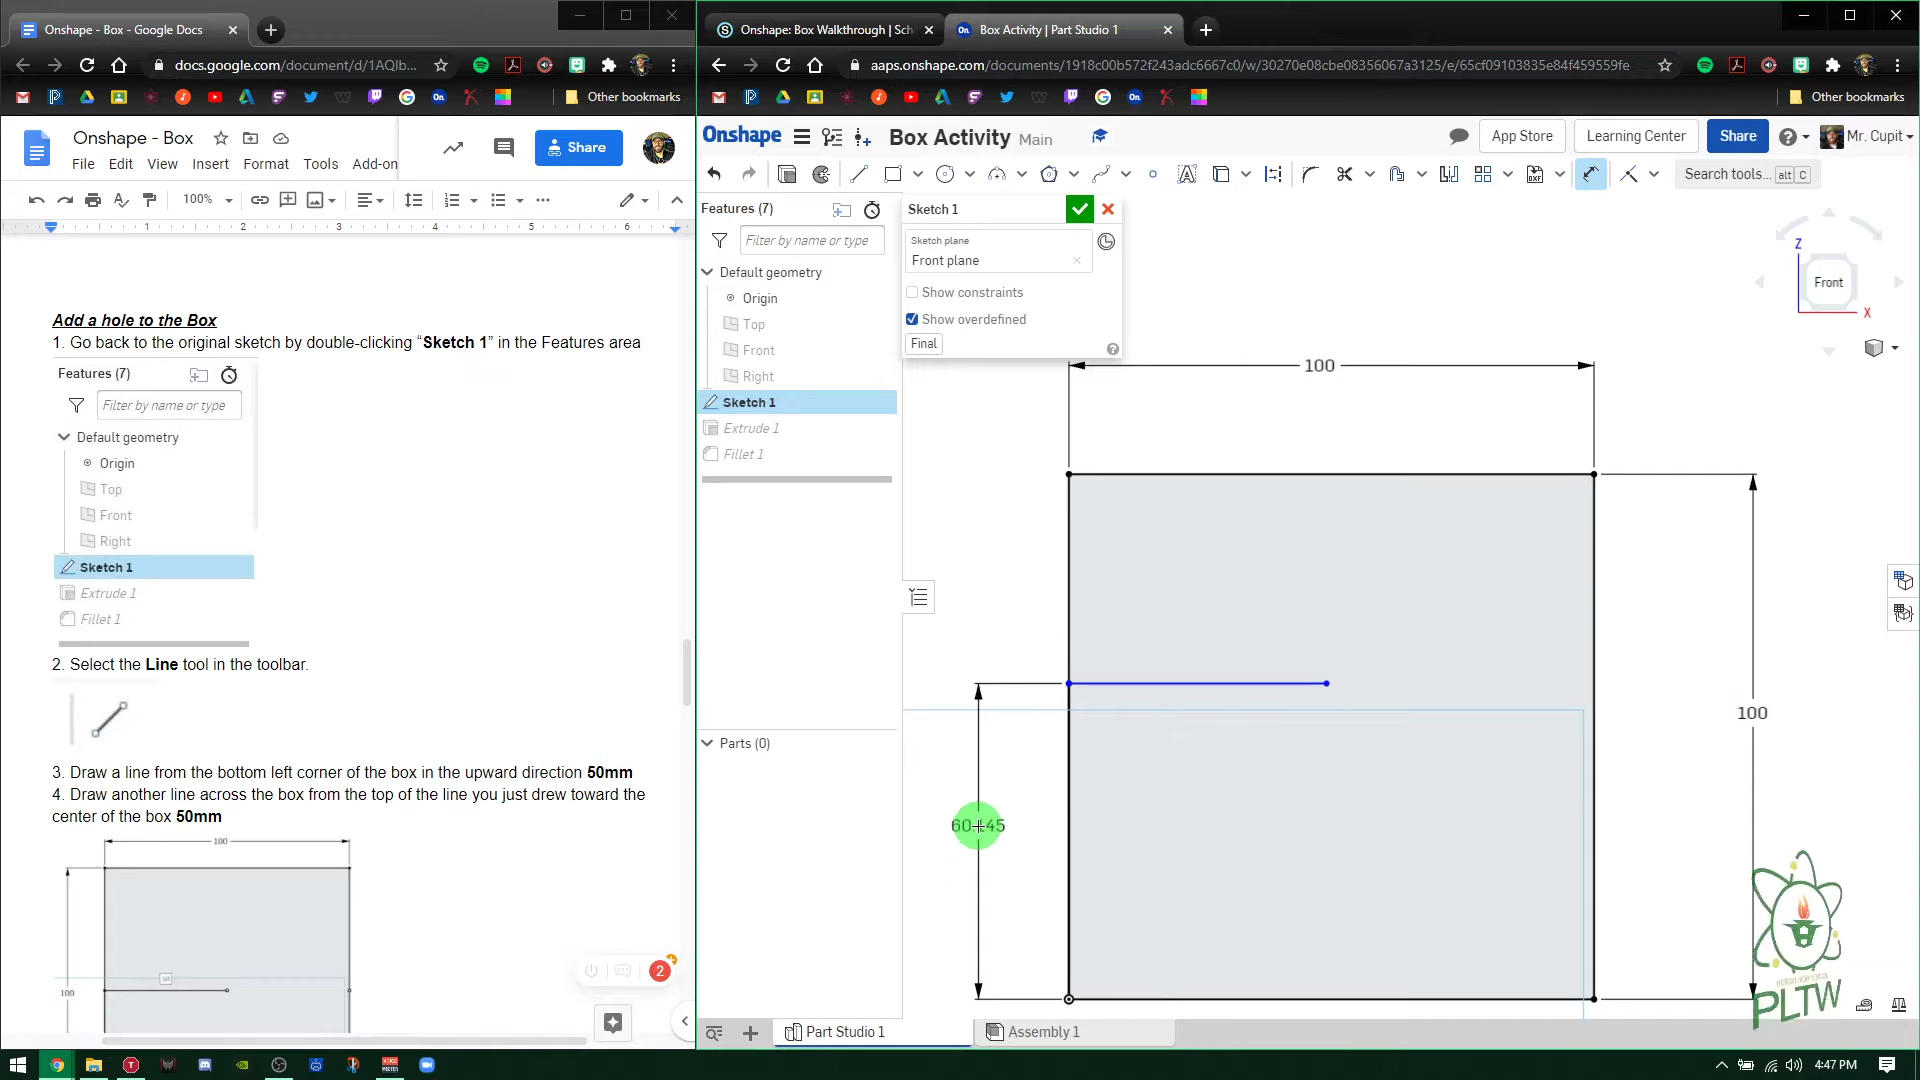 Onshape - Box - Google Docs
docs.google.com/document/d/1AQIb...
Other bookmarks
Onshape - Box
File Edit View Insert Format Tools Add-on
Share
100%
1 2 3 4 5 6
Add a hole to the Box
1. Go back to the original sketch by double-clicking “Sketch 1” in the Features area
Features (7)
Filter by name or type
Default geometry
Origin
Top
Front
Right
Sketch 1
Extrude 1
Fillet 1
2. Select the Line tool in the toolbar.
3. Draw a line from the bottom left corner of the box in the upward direction 50mm
4. Draw another line across the box from the top of the line you just drew toward the
center of the box 50mm
100
100
2
Onshape: Box Walkthrough | Sch
Box Activity | Part Studio 1
aaps.onshape.com/documents/1918c00b572f243adc6667c0/w/30270e08cbe08356067a3125/e/65cf09103835e84f459559fe
Other bookmarks
Onshape
Box Activity Main
App Store
Learning Center
Share
Mr. Cupit
Search tools... alt C
Features (7)
Filter by name or type
Default geometry
Origin
Top
Front
Right
Sketch 1
Extrude 1
Fillet 1
Parts (0)
Sketch 1
Sketch plane
Front plane
Show constraints
Show overdefined
Final
Z
Front
X
100
100
PLTW
Part Studio 1
Assembly 1
4:47 PM